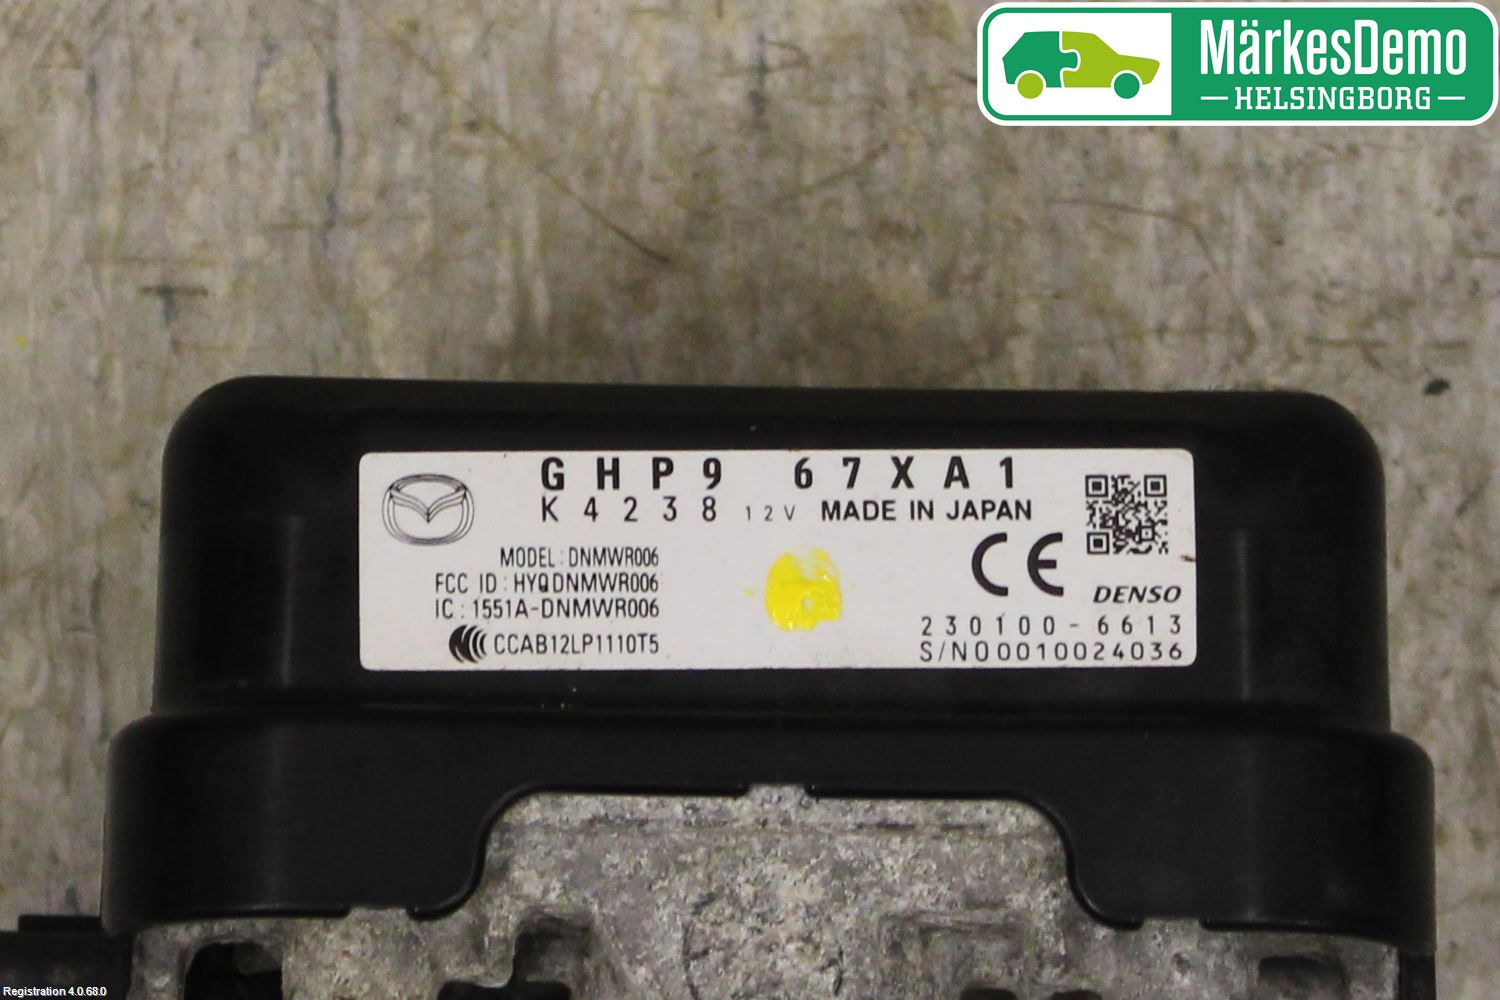 MärkesDemo
HELSINGBORG
GHP9 67XA1
K4238 12V MADE IN JAPAN
MODEL : DNMWR006
FCC ID : HYQDNMWR006
IC : 1551A-DNMWR006
CCAB12LP1110T5
CE
DENSO
230100-6613
S/N00010024036
Registration 4.0.68.0